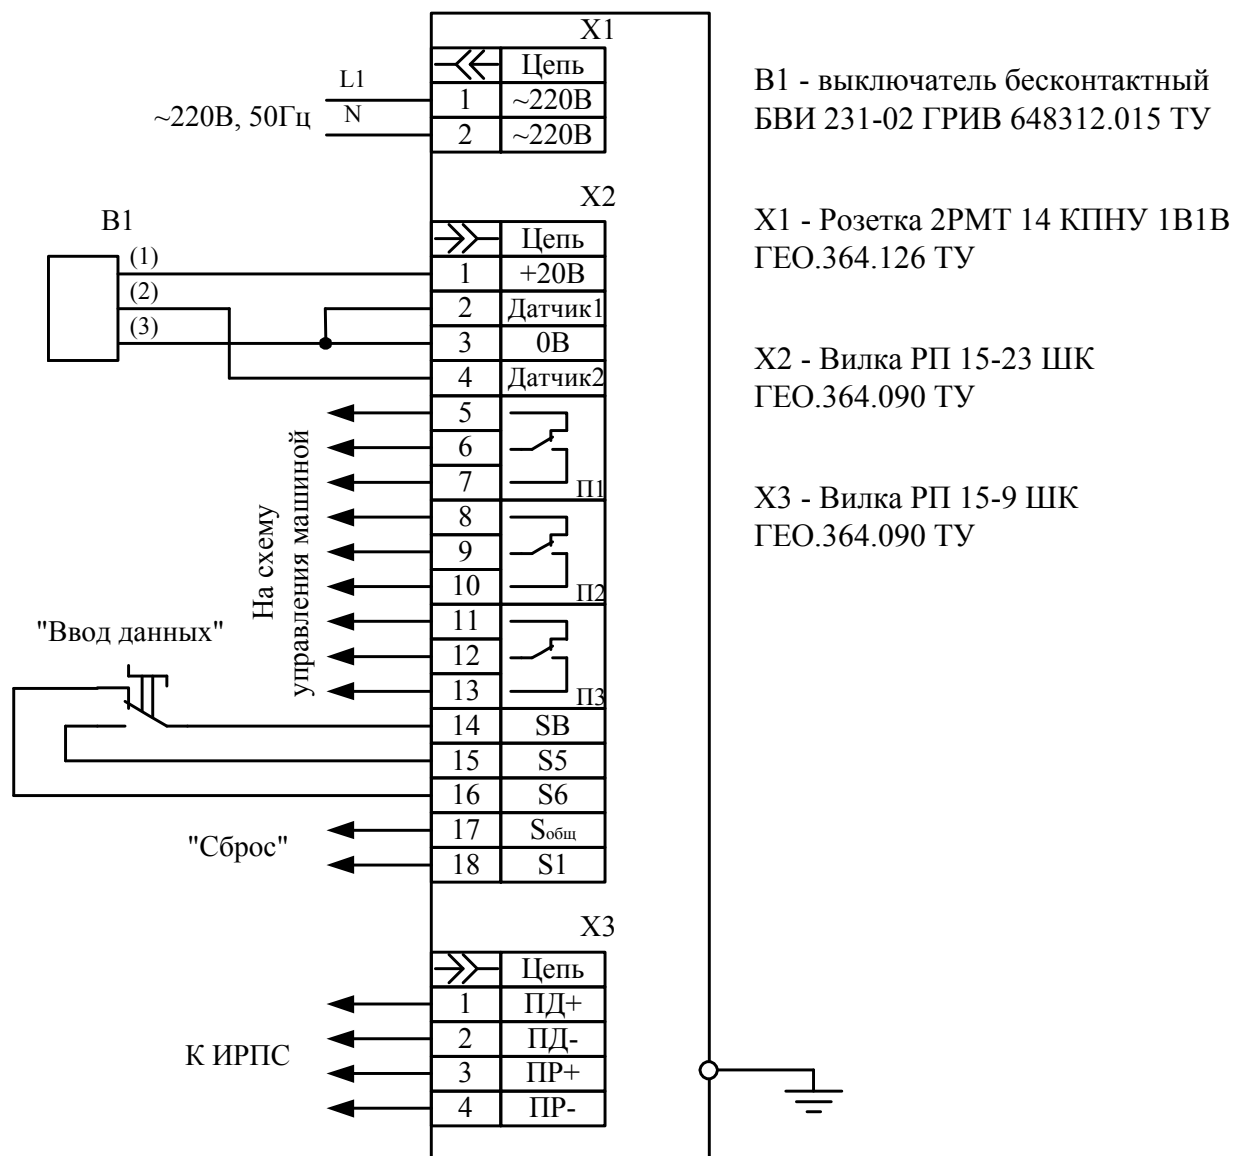 X1
Цепь
L1
1 ~220В
~220В, 50Гц
N
2 ~220В
X2
В1
Цепь
(1)
1 +20В
(2)
2 Датчик1
(3)
3 0В
4 Датчик2
5
6
7
П1
8
9
10
П2
11
12
13
П3
На схему
управления машиной
"Ввод данных"
14 SB
15 S5
16 S6
"Сброс"
17 Sобщ
18 S1
X3
Цепь
1 ПД+
2 ПД-
К ИРПС
3 ПР+
4 ПР-
В1 - выключатель бесконтактный
БВИ 231-02 ГРИВ 648312.015 ТУ
X1 - Розетка 2РМТ 14 КПНУ 1В1В
ГЕО.364.126 ТУ
X2 - Вилка РП 15-23 ШК
ГЕО.364.090 ТУ
X3 - Вилка РП 15-9 ШК
ГЕО.364.090 ТУ